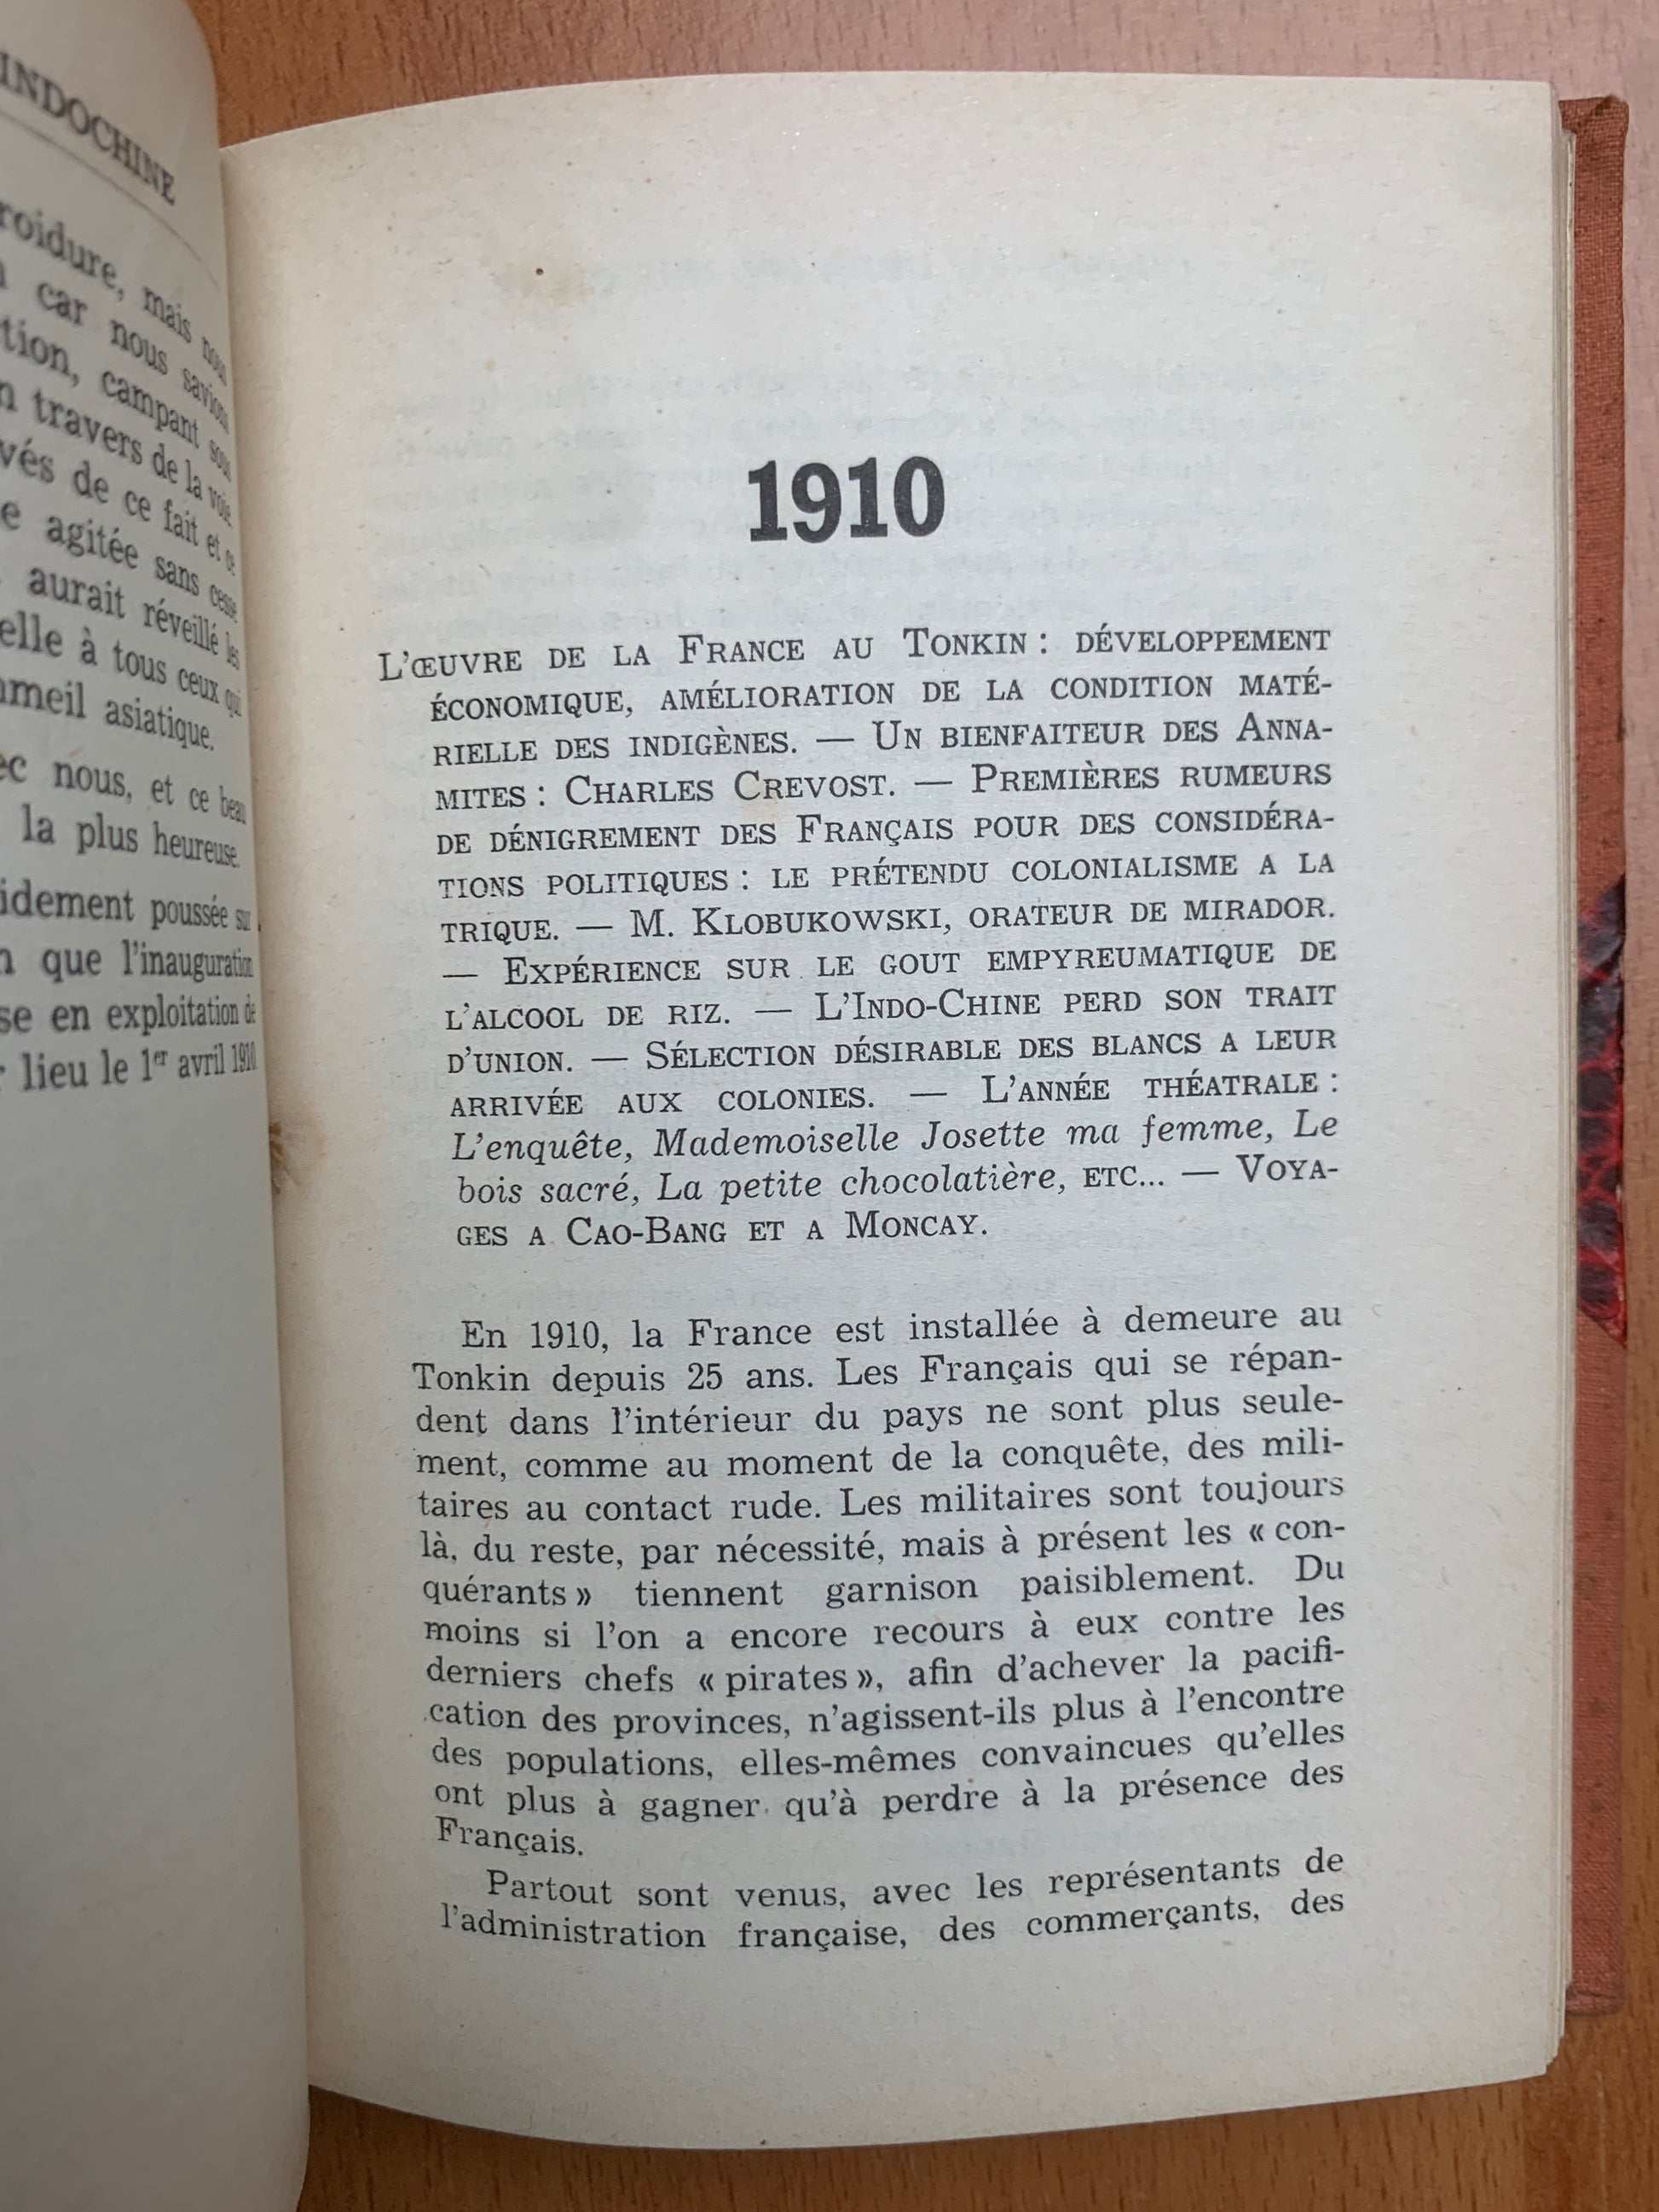 INDOCHINE
mais nous
car nous savions
campant sous
travers de la voie
de ce fait et ce
agitée sans cesse
aurait réveillé les
elle à tous ceux qui
asiatique.
nous, et ce beau
la plus heureuse.
poussée sur
que l'inauguration
en exploitation de
lieu le 1er avril 1910.
1910
L'ŒUVRE DE LA FRANCE AU TONKIN : DÉVELOPPEMENT
ÉCONOMIQUE, AMÉLIORATION DE LA CONDITION MATÉ-
RIELLE DES INDIGÈNES. — UN BIENFAITEUR DES ANNA-
MITES : CHARLES CREVOST. — PREMIÈRES RUMEURS
DE DÉNIGREMENT DES FRANÇAIS POUR DES CONSIDÉRA-
TIONS POLITIQUES : LE PRÉTENDU COLONIALISME A LA
TRIQUE. — M. KLOBUKOWSKI, ORATEUR DE MIRADOR.
— EXPÉRIENCE SUR LE GOUT EMPYREUMATIQUE DE
L'ALCOOL DE RIZ. — L'INDO-CHINE PERD SON TRAIT
D'UNION. — SÉLECTION DÉSIRABLE DES BLANCS A LEUR
ARRIVÉE AUX COLONIES. — L'ANNÉE THÉATRALE :
L'enquête, Mademoiselle Josette ma femme, Le
bois sacré, La petite chocolatière, ETC... — VOYA-
GES A CAO-BANG ET A MONCAY.
En 1910, la France est installée à demeure au
Tonkin depuis 25 ans. Les Français qui se répan-
dent dans l'intérieur du pays ne sont plus seule-
ment, comme au moment de la conquête, des mili-
taires au contact rude. Les militaires sont toujours
là, du reste, par nécessité, mais à présent les « con-
quérants » tiennent garnison paisiblement. Du
moins si l'on a encore recours à eux contre les
derniers chefs « pirates », afin d'achever la pacifi-
cation des provinces, n'agissent-ils plus à l'encontre
des populations, elles-mêmes convaincues qu'elles
ont plus à gagner qu'à perdre à la présence des
Français.
Partout sont venus, avec les représentants de
l'administration française, des commerçants, des